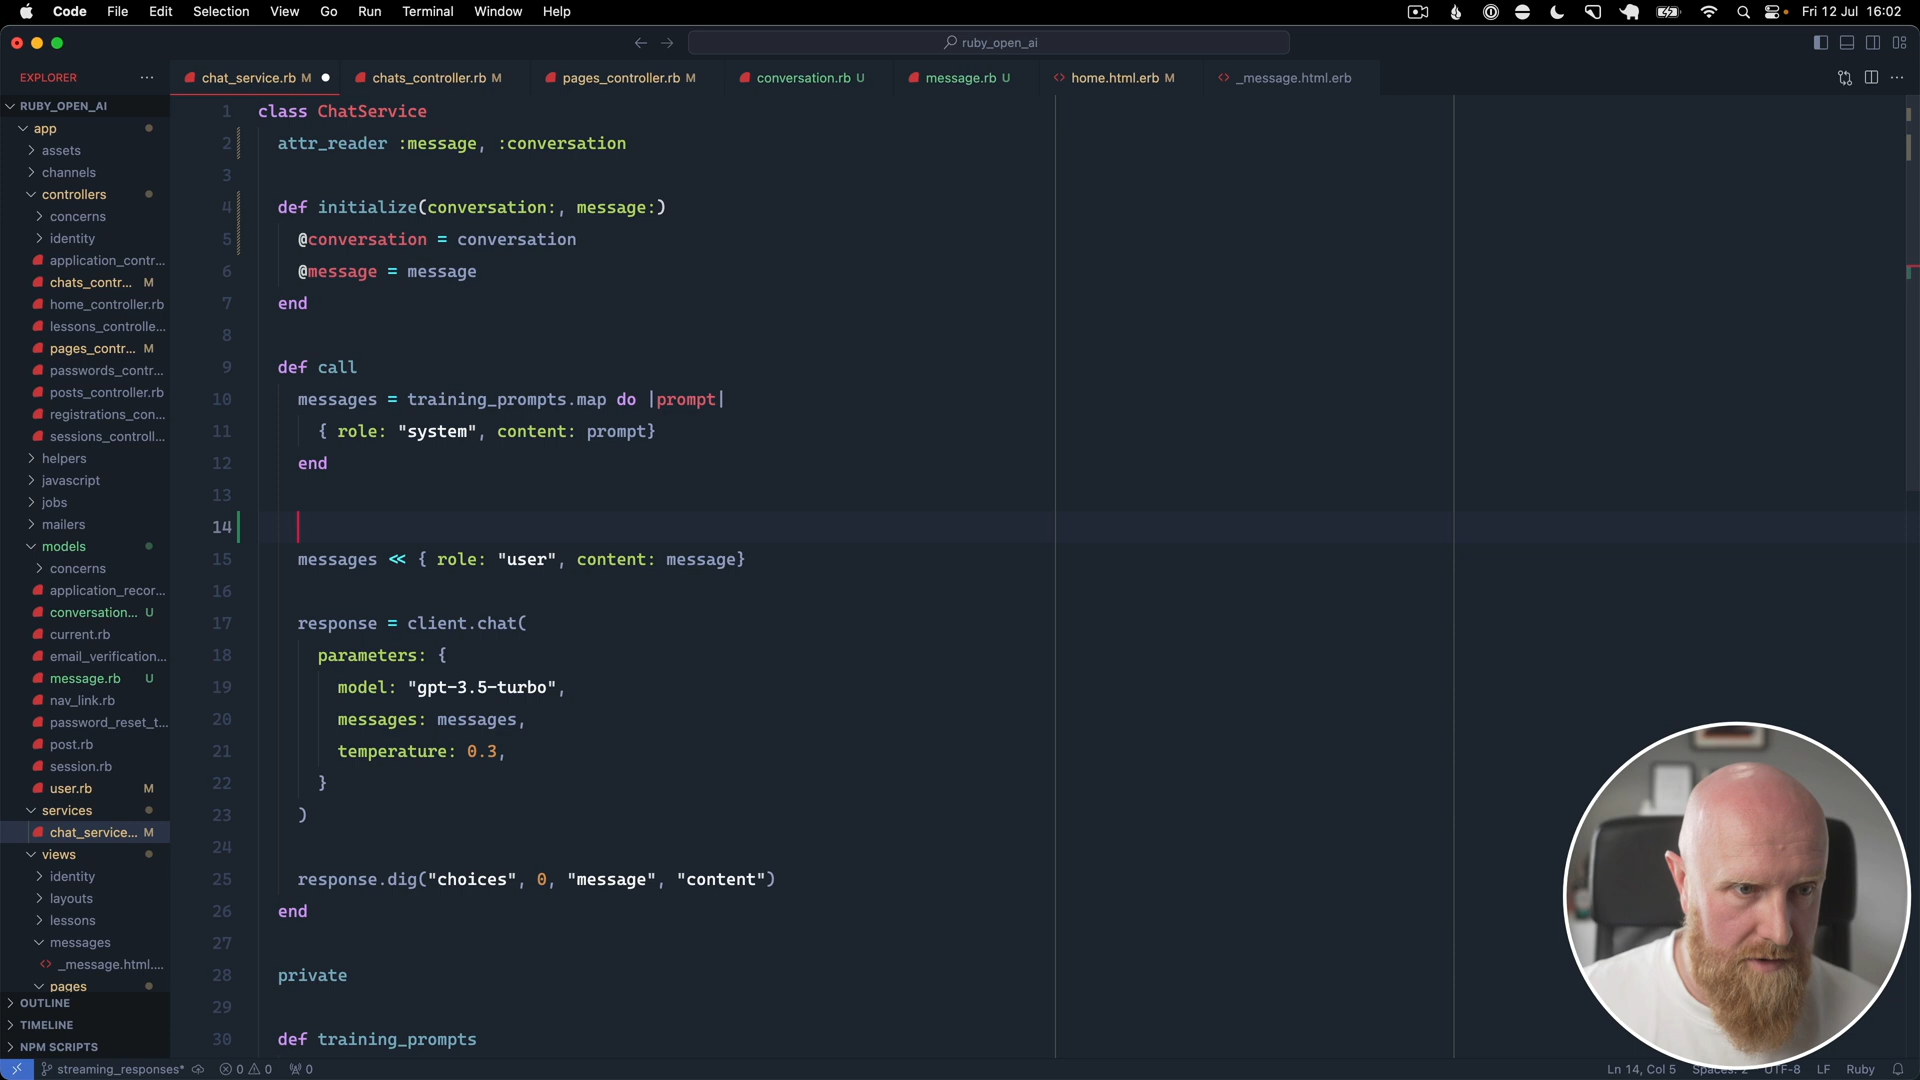 Code File Edit Selection View Go Run Terminal Window Help Fri 12 Jul 16:02
ruby_open_ai
EXPLORER
chat_service.rb M chats_controller.rb M pages_controller.rb M conversation.rb U message.rb U home.html.erb M _message.html.erb
RUBY_OPEN_AI
app
assets
channels
controllers
concerns
identity
application_contr...
chats_contr... M
home_controller.rb
lessons_controlle...
pages_contr... M
passwords_contr...
posts_controller.rb
registrations_con...
sessions_controll...
helpers
javascript
jobs
mailers
models
concerns
application_recor...
conversation... U
current.rb
email_verification...
message.rb U
nav_link.rb
password_reset_t...
post.rb
session.rb
user.rb M
services
chat_service... M
views
identity
layouts
lessons
messages
_message.html....
pages
OUTLINE
TIMELINE
NPM SCRIPTS
1 class ChatService
2 attr_reader :message, :conversation
3
4 def initialize(conversation:, message:)
5 @conversation = conversation
6 @message = message
7 end
8
9 def call
10 messages = training_prompts.map do |prompt|
11 { role: "system", content: prompt}
12 end
13
14
15 messages << { role: "user", content: message}
16
17 response = client.chat(
18 parameters: {
19 model: "gpt-3.5-turbo",
20 messages: messages,
21 temperature: 0.3,
22 }
23 )
24
25 response.dig("choices", 0, "message", "content")
26 end
27
28 private
29
30 def training_prompts
streaming_responses* 0 0 0 Ln 14, Col 5 Spaces: 2 UTF-8 LF Ruby